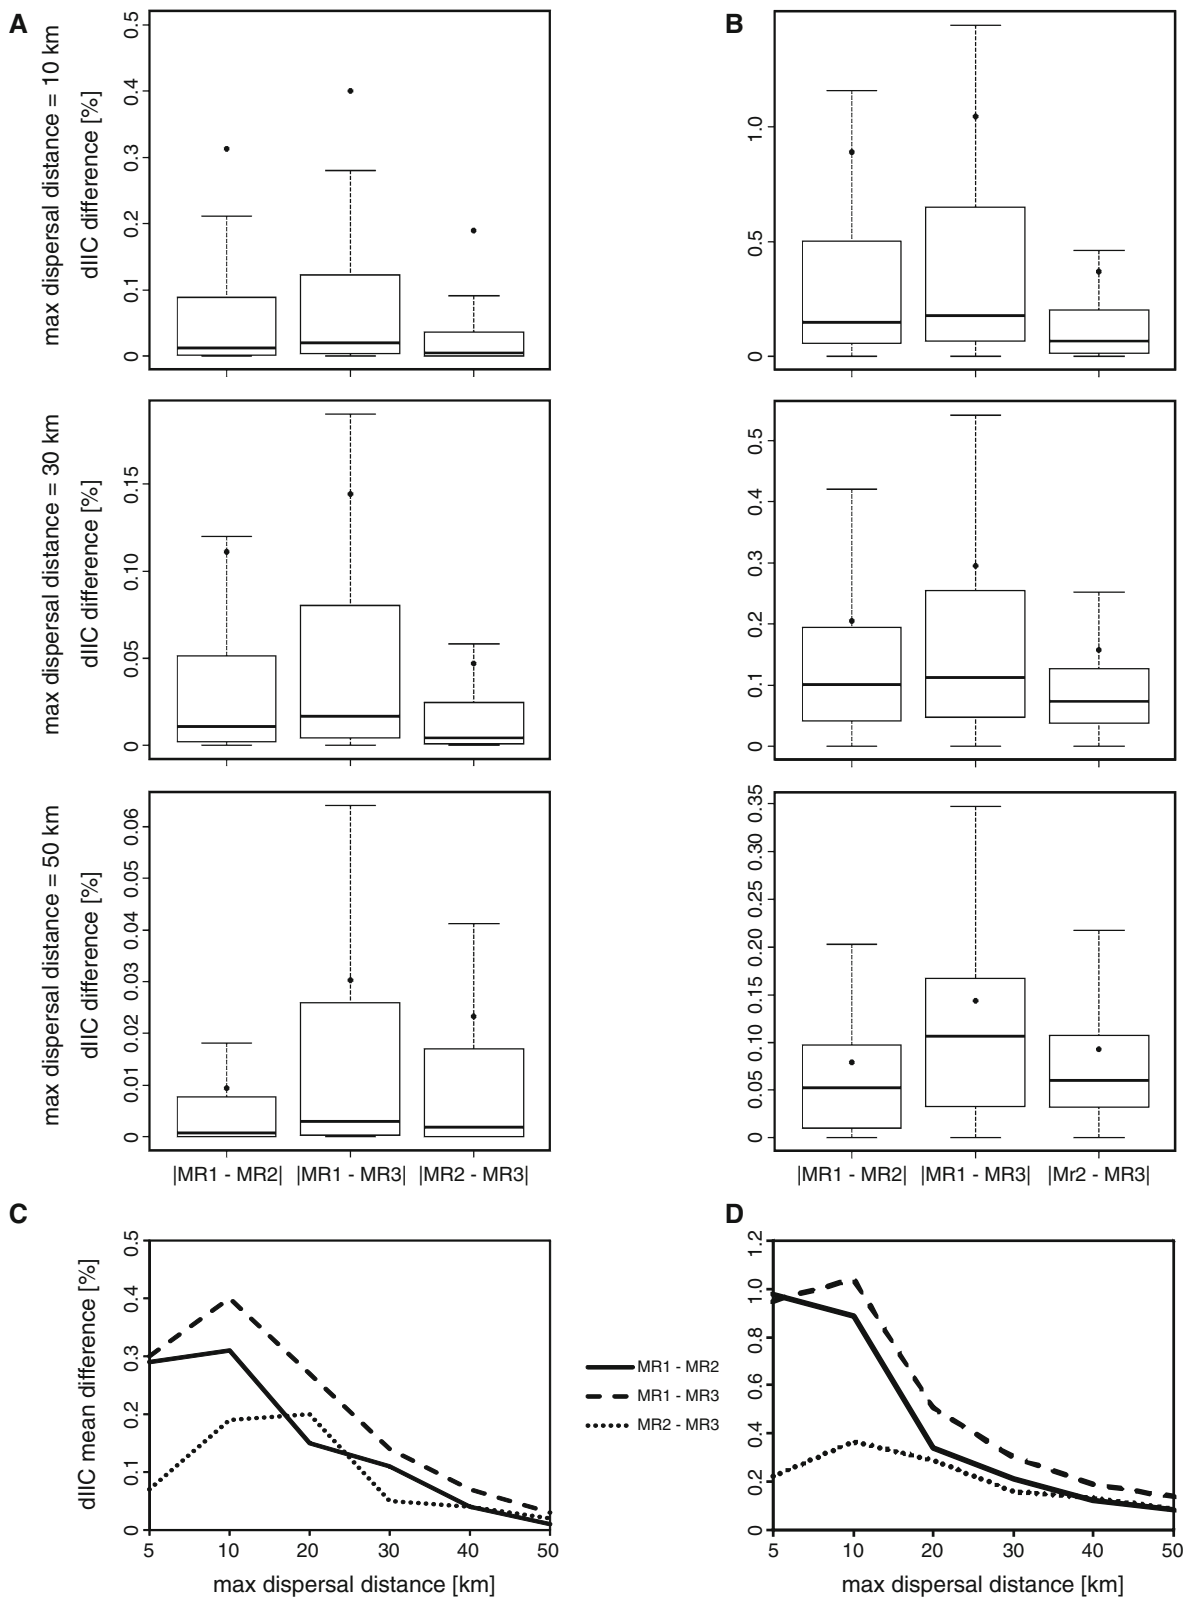 A
max dispersal distance = 10 km
dIIC difference [%]
0.5
0.4
0.3
0.2
0.1
0
B
1.0
0.5
0
max dispersal distance = 30 km
dIIC difference [%]
0.15
0.10
0.05
0
0.5
0.4
0.3
0.2
0.1
0
max dispersal distance = 50 km
dIIC difference [%]
0.06
0.05
0.04
0.03
0.02
0.01
0
|MR1 - MR2| |MR1 - MR3| |MR2 - MR3|
0.35
0.30
0.25
0.20
0.15
0.10
0.05
0
|MR1 - MR2| |MR1 - MR3| |Mr2 - MR3|
C
dIIC mean difference [%]
0.5
0.4
0.3
0.2
0.1
0
5 10 20 30 40 50
max dispersal distance [km]
MR1 - MR2
MR1 - MR3
MR2 - MR3
D
1.2
1.0
0.8
0.6
0.4
0.2
0
5 10 20 30 40 50
max dispersal distance [km]